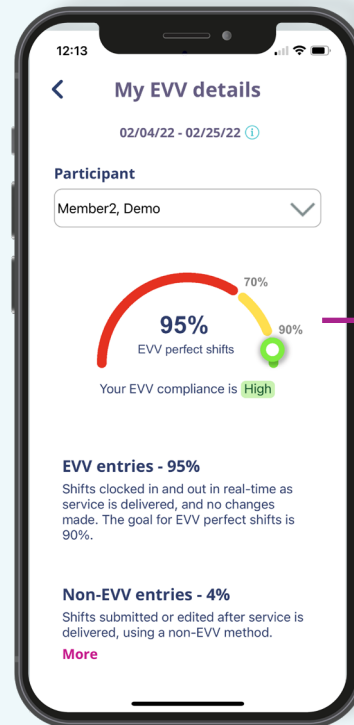 12:13
My EVV details
02/04/22 - 02/25/22
Participant
Member2, Demo
70%
95%
90%
EVV perfect shifts
Your EVV compliance is High
EVV entries - 95%
Shifts clocked in and out in real-time as
service is delivered, and no changes
made. The goal for EVV perfect shifts is
90%.
Non-EVV entries - 4%
Shifts submitted or edited after service is
delivered, using a non-EVV method.
More